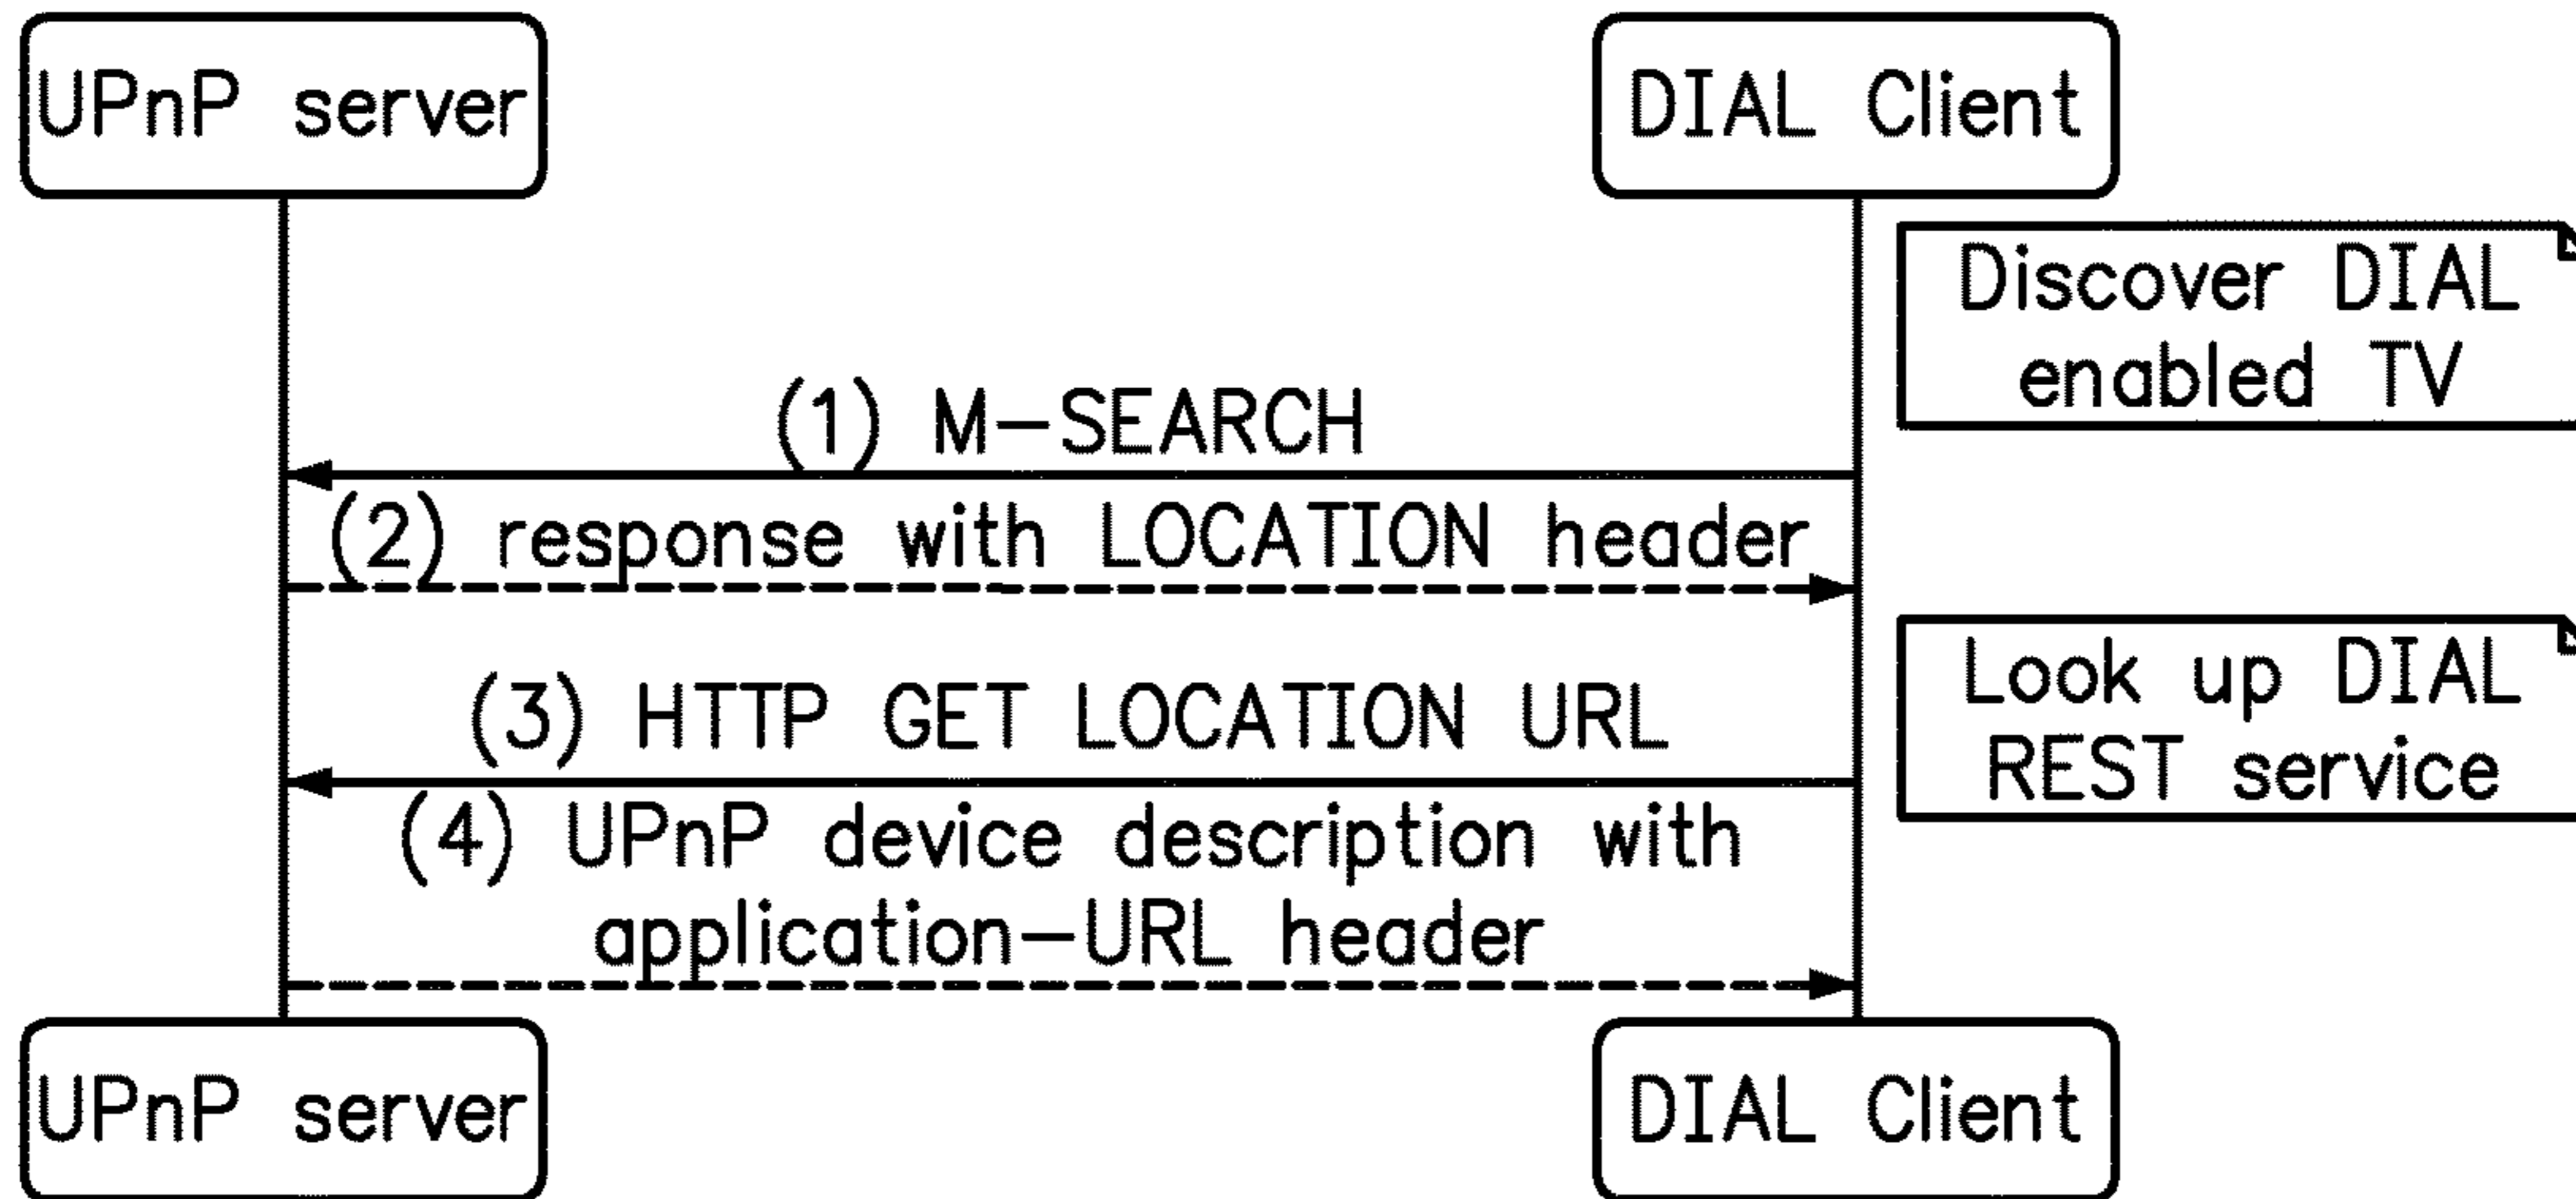 UPnP server
DIAL Client
Discover DIAL
enabled TV
(1) M-SEARCH
(2) response with LOCATION header
(3) HTTP GET LOCATION URL
Look up DIAL
REST service
(4) UPnP device description with
application-URL header
UPnP server
DIAL Client